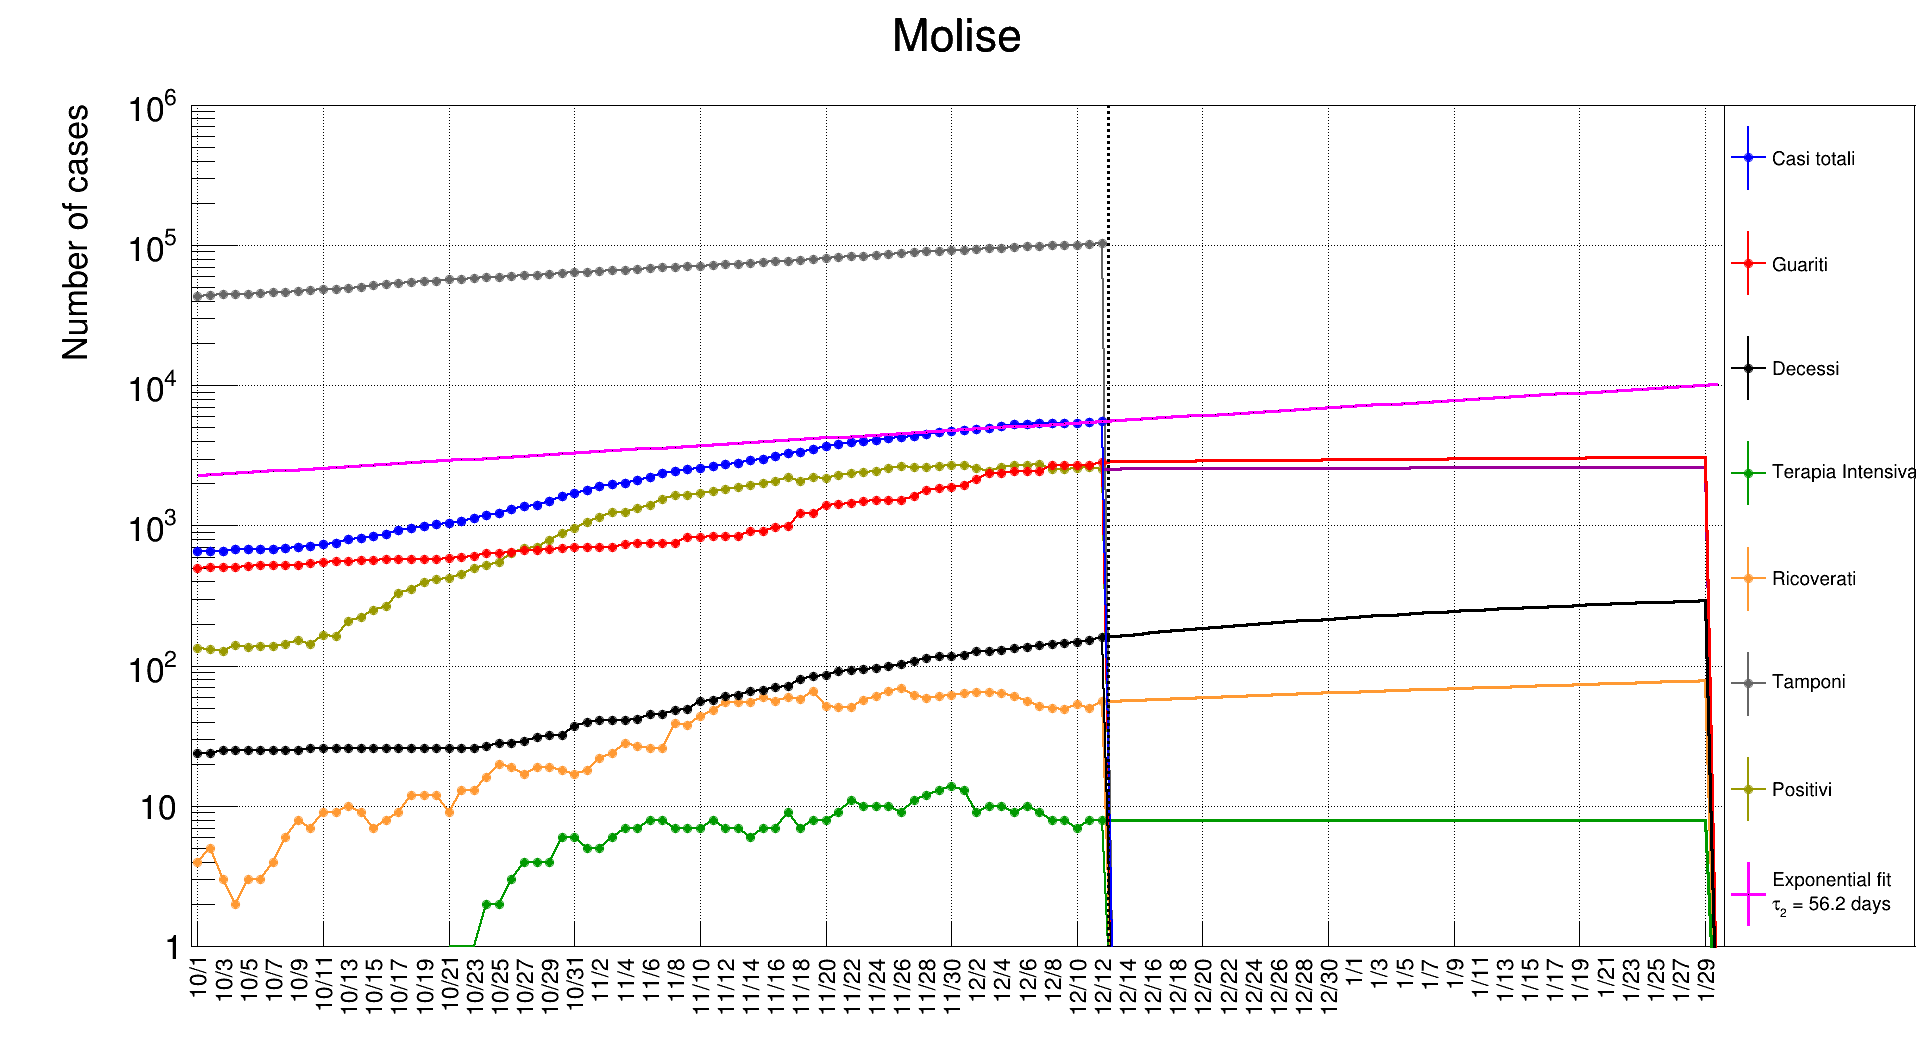 Molise
Number of cases
10^6
10^5
10^4
10^3
10^2
10
1
10/1 10/3 10/5 10/7 10/9 10/11 10/13 10/15 10/17 10/19 10/21 10/23 10/25 10/27 10/29 10/31 11/2 11/4 11/6 11/8 11/10 11/12 11/14 11/16 11/18 11/20 11/22 11/24 11/26 11/28 11/30 12/2 12/4 12/6 12/8 12/10 12/12 12/14 12/16 12/18 12/20 12/22 12/24 12/26 12/28 12/30 1/1 1/3 1/5 1/7 1/9 1/11 1/13 1/15 1/17 1/19 1/21 1/23 1/25 1/27 1/29
Casi totali
Guariti
Decessi
Terapia Intensiva
Ricoverati
Tamponi
Positivi
Exponential fit
τ_2 = 56.2 days